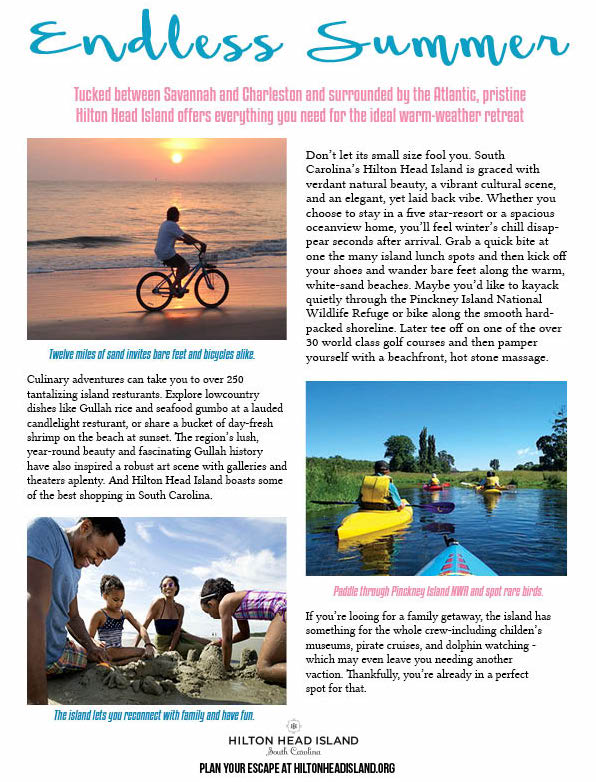 Endless Summer
Tucked between Savannah and Charleston and surrounded by the Atlantic, pristine
Hilton Head Island offers everything you need for the ideal warm-weather retreat
Don't let its small size fool you. South
Carolina's Hilton Head Island is graced with
verdant natural beauty, a vibrant cultural scene,
and an elegant, yet laid back vibe. Whether you
choose to stay in a five star-resort or a spacious
oceanview home, you'll feel winter's chill disap-
pear seconds after arrival. Grab a quick bite at
one the many island lunch spots and then kick off
your shoes and wander bare feet along the warm,
white-sand beaches. Maybe you'd like to kayack
quietly through the Pinckney Island National
Wildlife Refuge or bike along the smooth hard-
packed shoreline. Later tee off on one of the over
30 world class golf courses and then pamper
yourself with a beachfront, hot stone massage.
Twelve miles of sand invites bare feet and bicycles alike.
Culinary adventures can take you to over 250
tantalizing island resturants. Explore lowcountry
dishes like Gullah rice and seafood gumbo at a lauded
candlelight resturant, or share a bucket of day-fresh
shrimp on the beach at sunset. The region's lush,
year-round beauty and fascinating Gullah history
have also inspired a robust art scene with galleries and
theaters aplenty. And Hilton Head Island boasts some
of the best shopping in South Carolina.
Paddle through Pinckney Island NWR and spot rare birds.
If you're looing for a family getaway, the island has
something for the whole crew-including childen's
museums, pirate cruises, and dolphin watching -
which may even leave you needing another
vaction. Thankfully, you're already in a perfect
spot for that.
The island lets you reconnect with family and have fun.
HILTON HEAD ISLAND
South Carolina
PLAN YOUR ESCAPE AT HILTONHEADISLAND.ORG